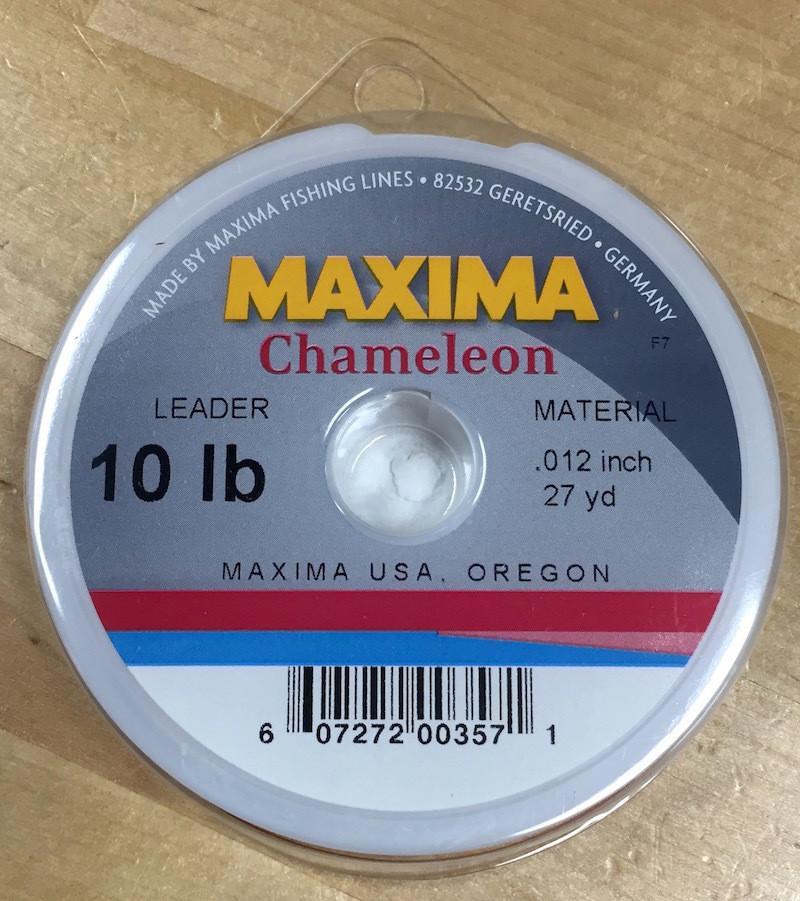 MADE BY MAXIMA FISHING LINES • 82532 GERETSRIED • GERMANY
MAXIMA
Chameleon
F7
LEADER
MATERIAL
10 lb
.012 inch
27 yd
MAXIMA USA, OREGON
6 07272 00357 1